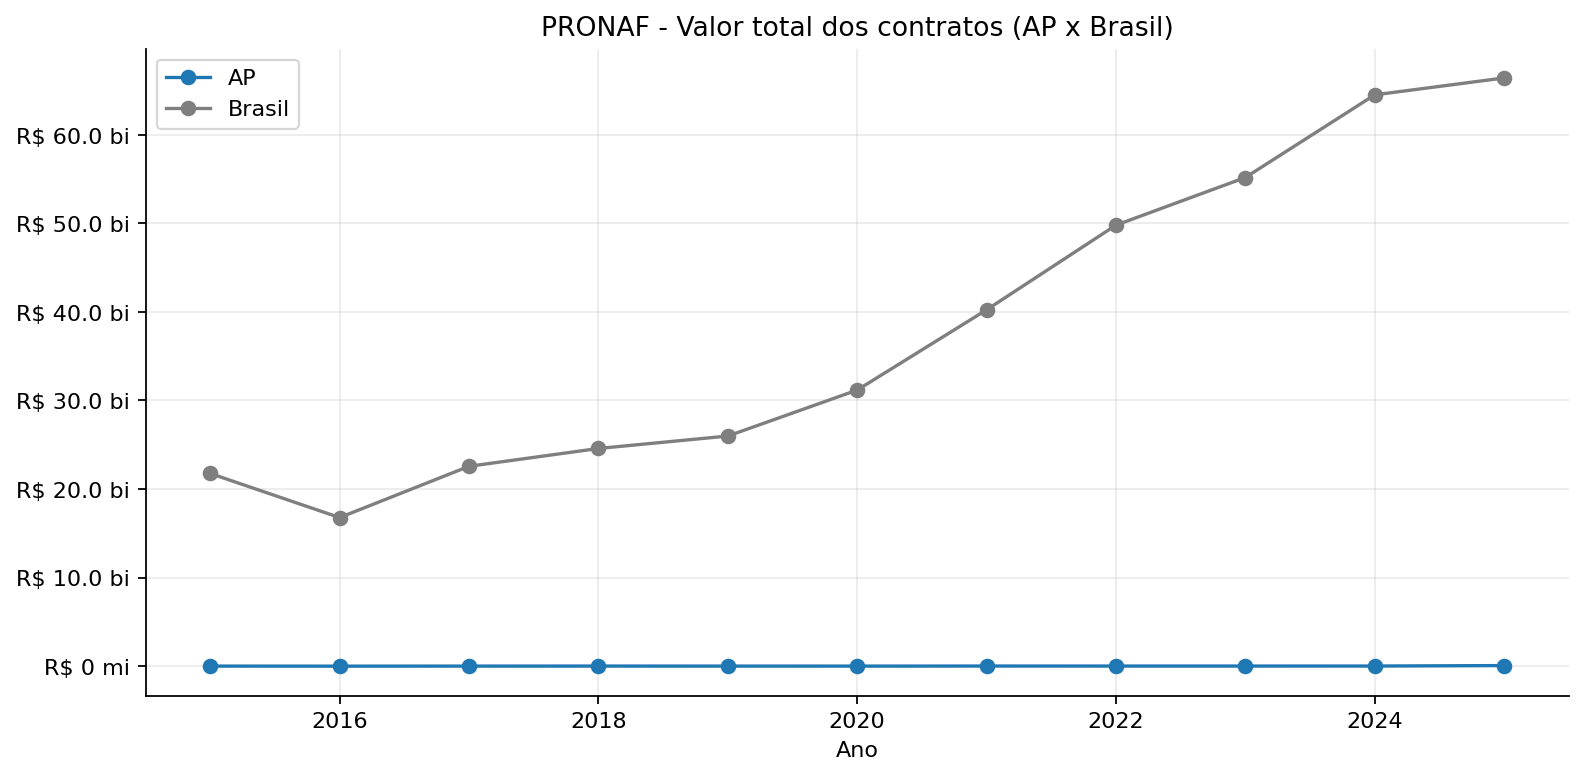 PRONAF - Valor total dos contratos (AP x Brasil)
AP
Brasil
R$ 60.0 bi
R$ 50.0 bi
R$ 40.0 bi
R$ 30.0 bi
R$ 20.0 bi
R$ 10.0 bi
R$ 0 mi
2016
2018
2020
2022
2024
Ano